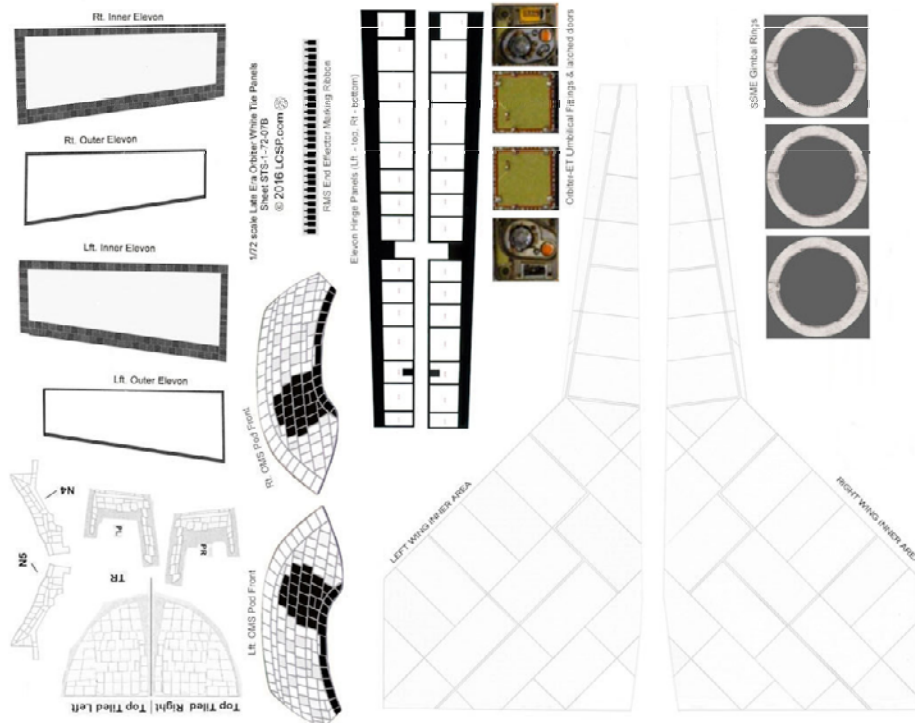 Rt. Inner Elevon
Rt. Outer Elevon
Lft. Inner Elevon
Lft. Outer Elevon
1/72 scale Late Era Orbiter White Tile Panels
Sheet STS-1-72-07B
© 2016 LCSP.com
RMS End Effector Marking Ribbon
Elevon Hinge Panels (Lft - top, Rt - bottom)
Orbiter-ET Umbilical Fittings & latched doors
SSME Gimbal Rings
Rt. OMS Pod Front
Lft. OMS Pod Front
LEFT WING INNER AREA
RIGHT WING INNER AREA
N4
N5
FL
FR
TR
Top Tiled Left | Top Tiled Right